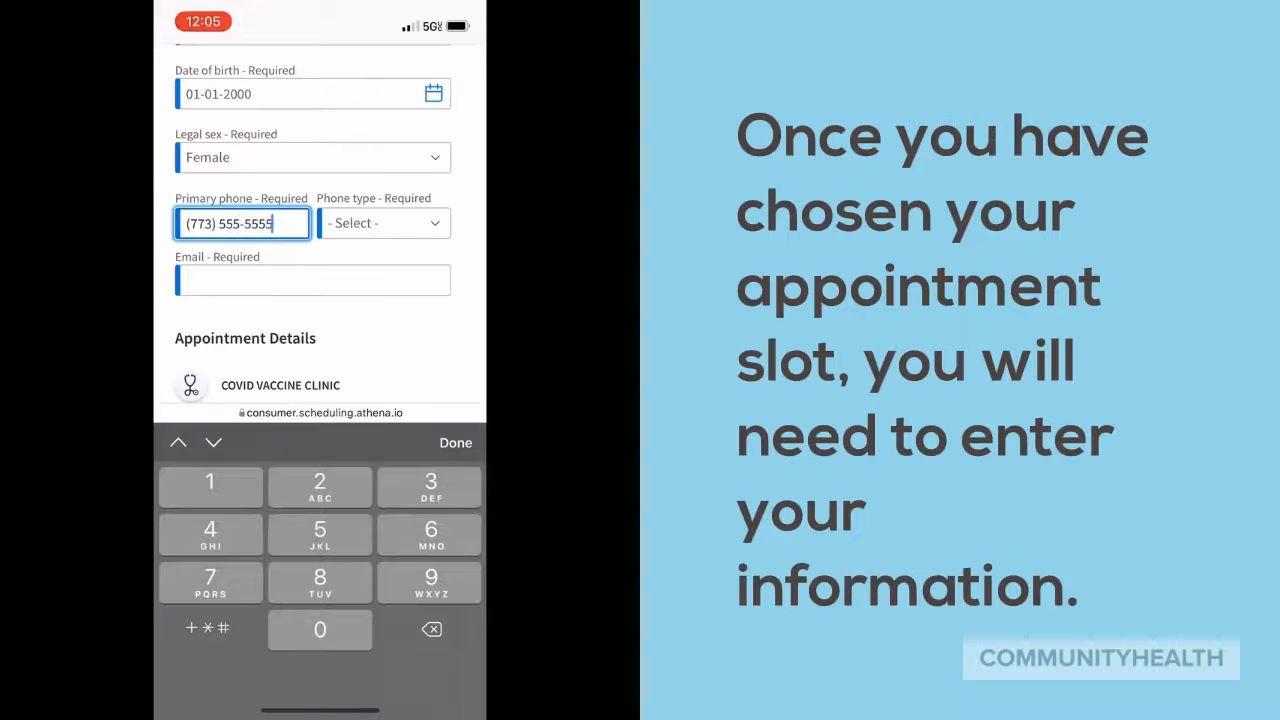 12:05
5G
Date of birth - Required
01-01-2000
Legal sex - Required
Female
Primary phone - Required
Phone type - Required
(773) 555-5555
- Select -
Email - Required
Appointment Details
COVID VACCINE CLINIC
consumer.scheduling.athena.io
Done
1
2
ABC
3
DEF
4
GHI
5
JKL
6
MNO
7
PQRS
8
TUV
9
WXYZ
+*#
0
Once you have
chosen your
appointment
slot, you will
need to enter
your
information.
COMMUNITYHEALTH